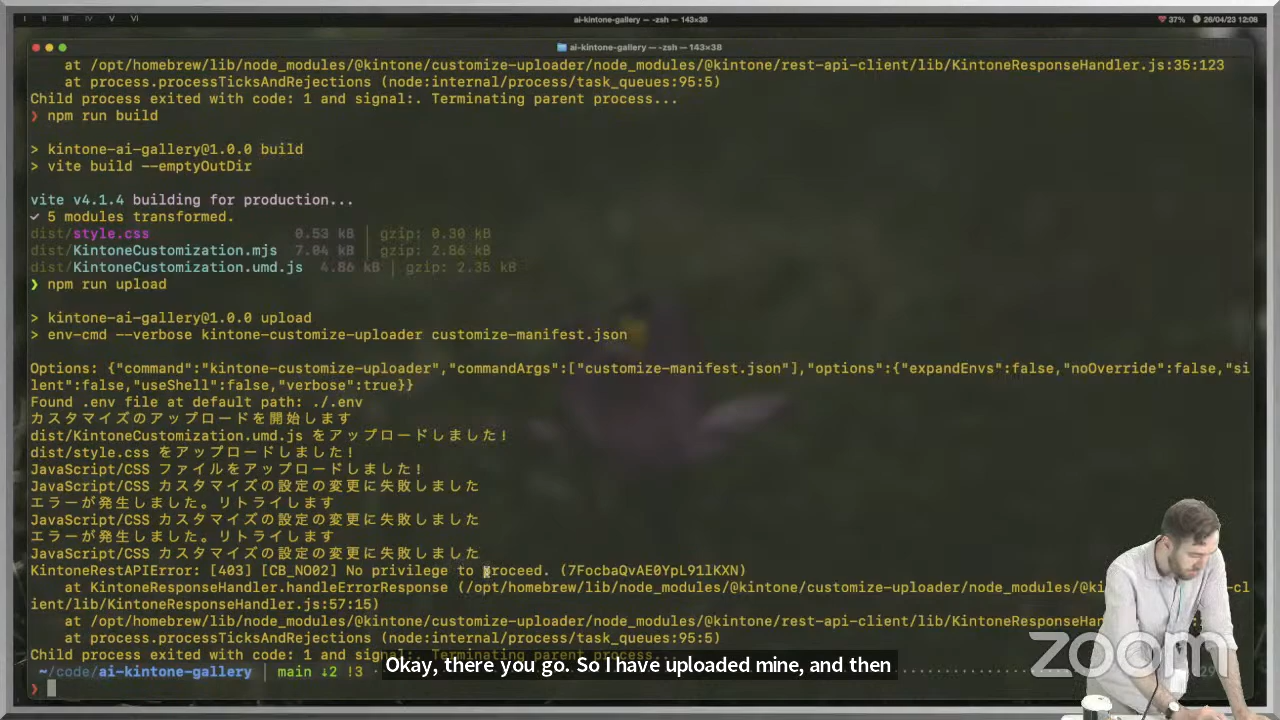 I II III IV V VI
ai-kintone-gallery — -zsh — 143×38
37% 26/04/23 12:08
ai-kintone-gallery — -zsh — 143×38
at /opt/homebrew/lib/node_modules/@kintone/customize-uploader/node_modules/@kintone/rest-api-client/lib/KintoneResponseHandler.js:35:123
at process.processTicksAndRejections (node:internal/process/task_queues:95:5)
Child process exited with code: 1 and signal:. Terminating parent process...
❯ npm run build
> kintone-ai-gallery@1.0.0 build
> vite build --emptyOutDir
vite v4.1.4 building for production...
✓ 5 modules transformed.
dist/style.css 0.53 kB │ gzip: 0.30 kB
dist/KintoneCustomization.mjs 7.04 kB │ gzip: 2.86 kB
dist/KintoneCustomization.umd.js 4.86 kB │ gzip: 2.35 kB
❯ npm run upload
> kintone-ai-gallery@1.0.0 upload
> env-cmd --verbose kintone-customize-uploader customize-manifest.json
Options: {"command":"kintone-customize-uploader","commandArgs":["customize-manifest.json"],"options":{"expandEnvs":false,"noOverride":false,"si
lent":false,"useShell":false,"verbose":true}}
Found .env file at default path: ./.env
カスタマイズのアップロードを開始します
dist/KintoneCustomization.umd.js をアップロードしました!
dist/style.css をアップロードしました!
JavaScript/CSS ファイルをアップロードしました!
JavaScript/CSS カスタマイズの設定の変更に失敗しました
エラーが発生しました。リトライします
JavaScript/CSS カスタマイズの設定の変更に失敗しました
エラーが発生しました。リトライします
JavaScript/CSS カスタマイズの設定の変更に失敗しました
KintoneRestAPIError: [403] [CB_NO02] No privilege to proceed. (7FocbaQvAE0YpL91lKXN)
at KintoneResponseHandler.handleErrorResponse (/opt/homebrew/lib/node_modules/@kintone/customize-uploader/node_modules/@ki
ient/lib/KintoneResponseHandler.js:57:15)
at /opt/homebrew/lib/node_modules/@kintone/customize-uploader/node_modules/@kintone/rest-api-client/lib/KintoneRespons
at process.processTicksAndRejections (node:internal/process/task_queues:95:5)
Child process exited with code: 1 and signal:. Terminating parent process...
~/code/ai-kintone-gallery │ main ↓2 !3
❯
Okay, there you go. So I have uploaded mine, and then
zoom